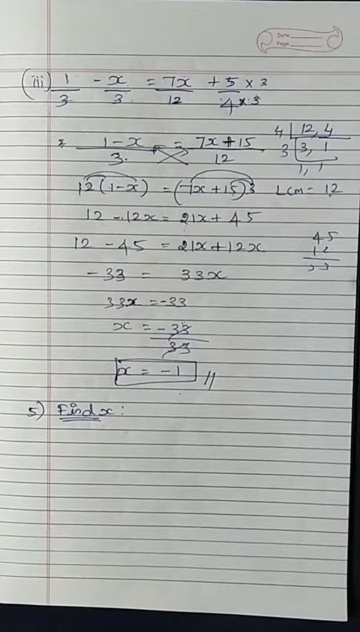 Date
Page
(iii) 1/3 - x/3 = 7x/12 + 5/4 × 3/3
1-x/3 = 7x+15/12
4 | 12, 4
3 | 3, 1
1, 1
12(1-x) = (7x+15)3 LCM = 12
12 - 12x = 21x + 45
12 - 45 = 21x + 12x
45
12
33
-33 = 33x
33x = -33
x = -33/33
x = -1 //
5) Find x: